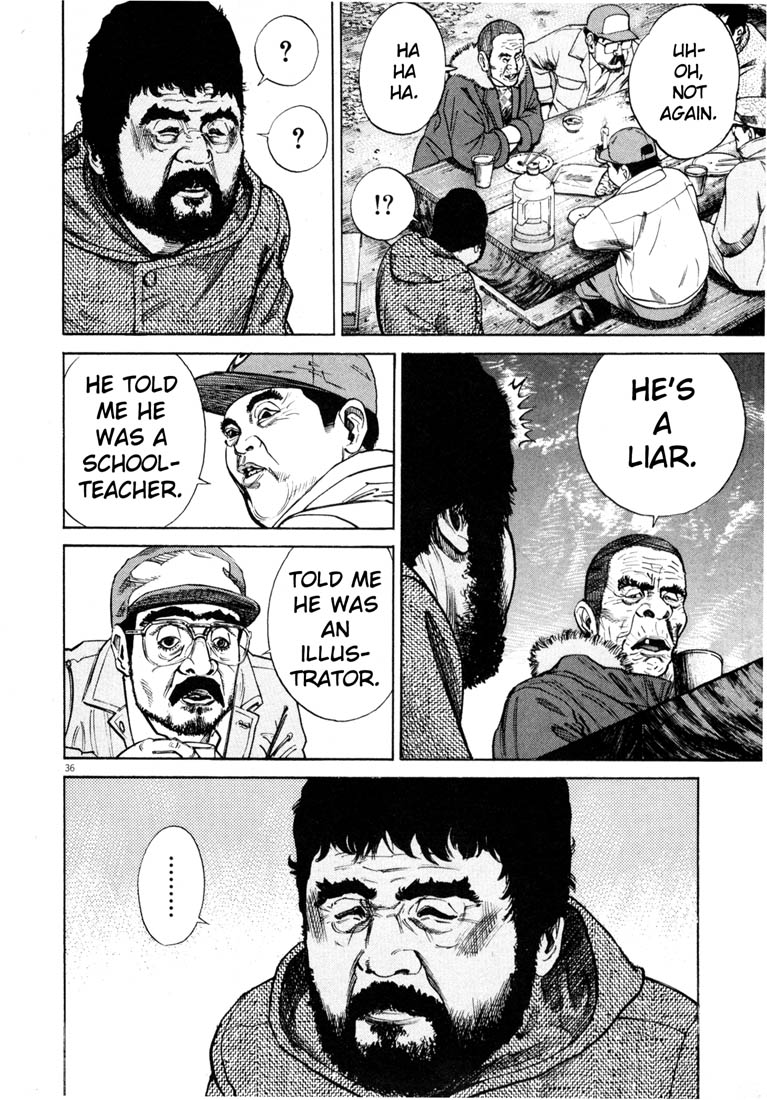 UH-
OH,
NOT
AGAIN.
HA
HA
HA.
!?
?
?
HE'S
A
LIAR.
HE TOLD
ME HE
WAS A
SCHOOL-
TEACHER.
TOLD ME
HE WAS
AN
ILLUS-
TRATOR.
36
.........